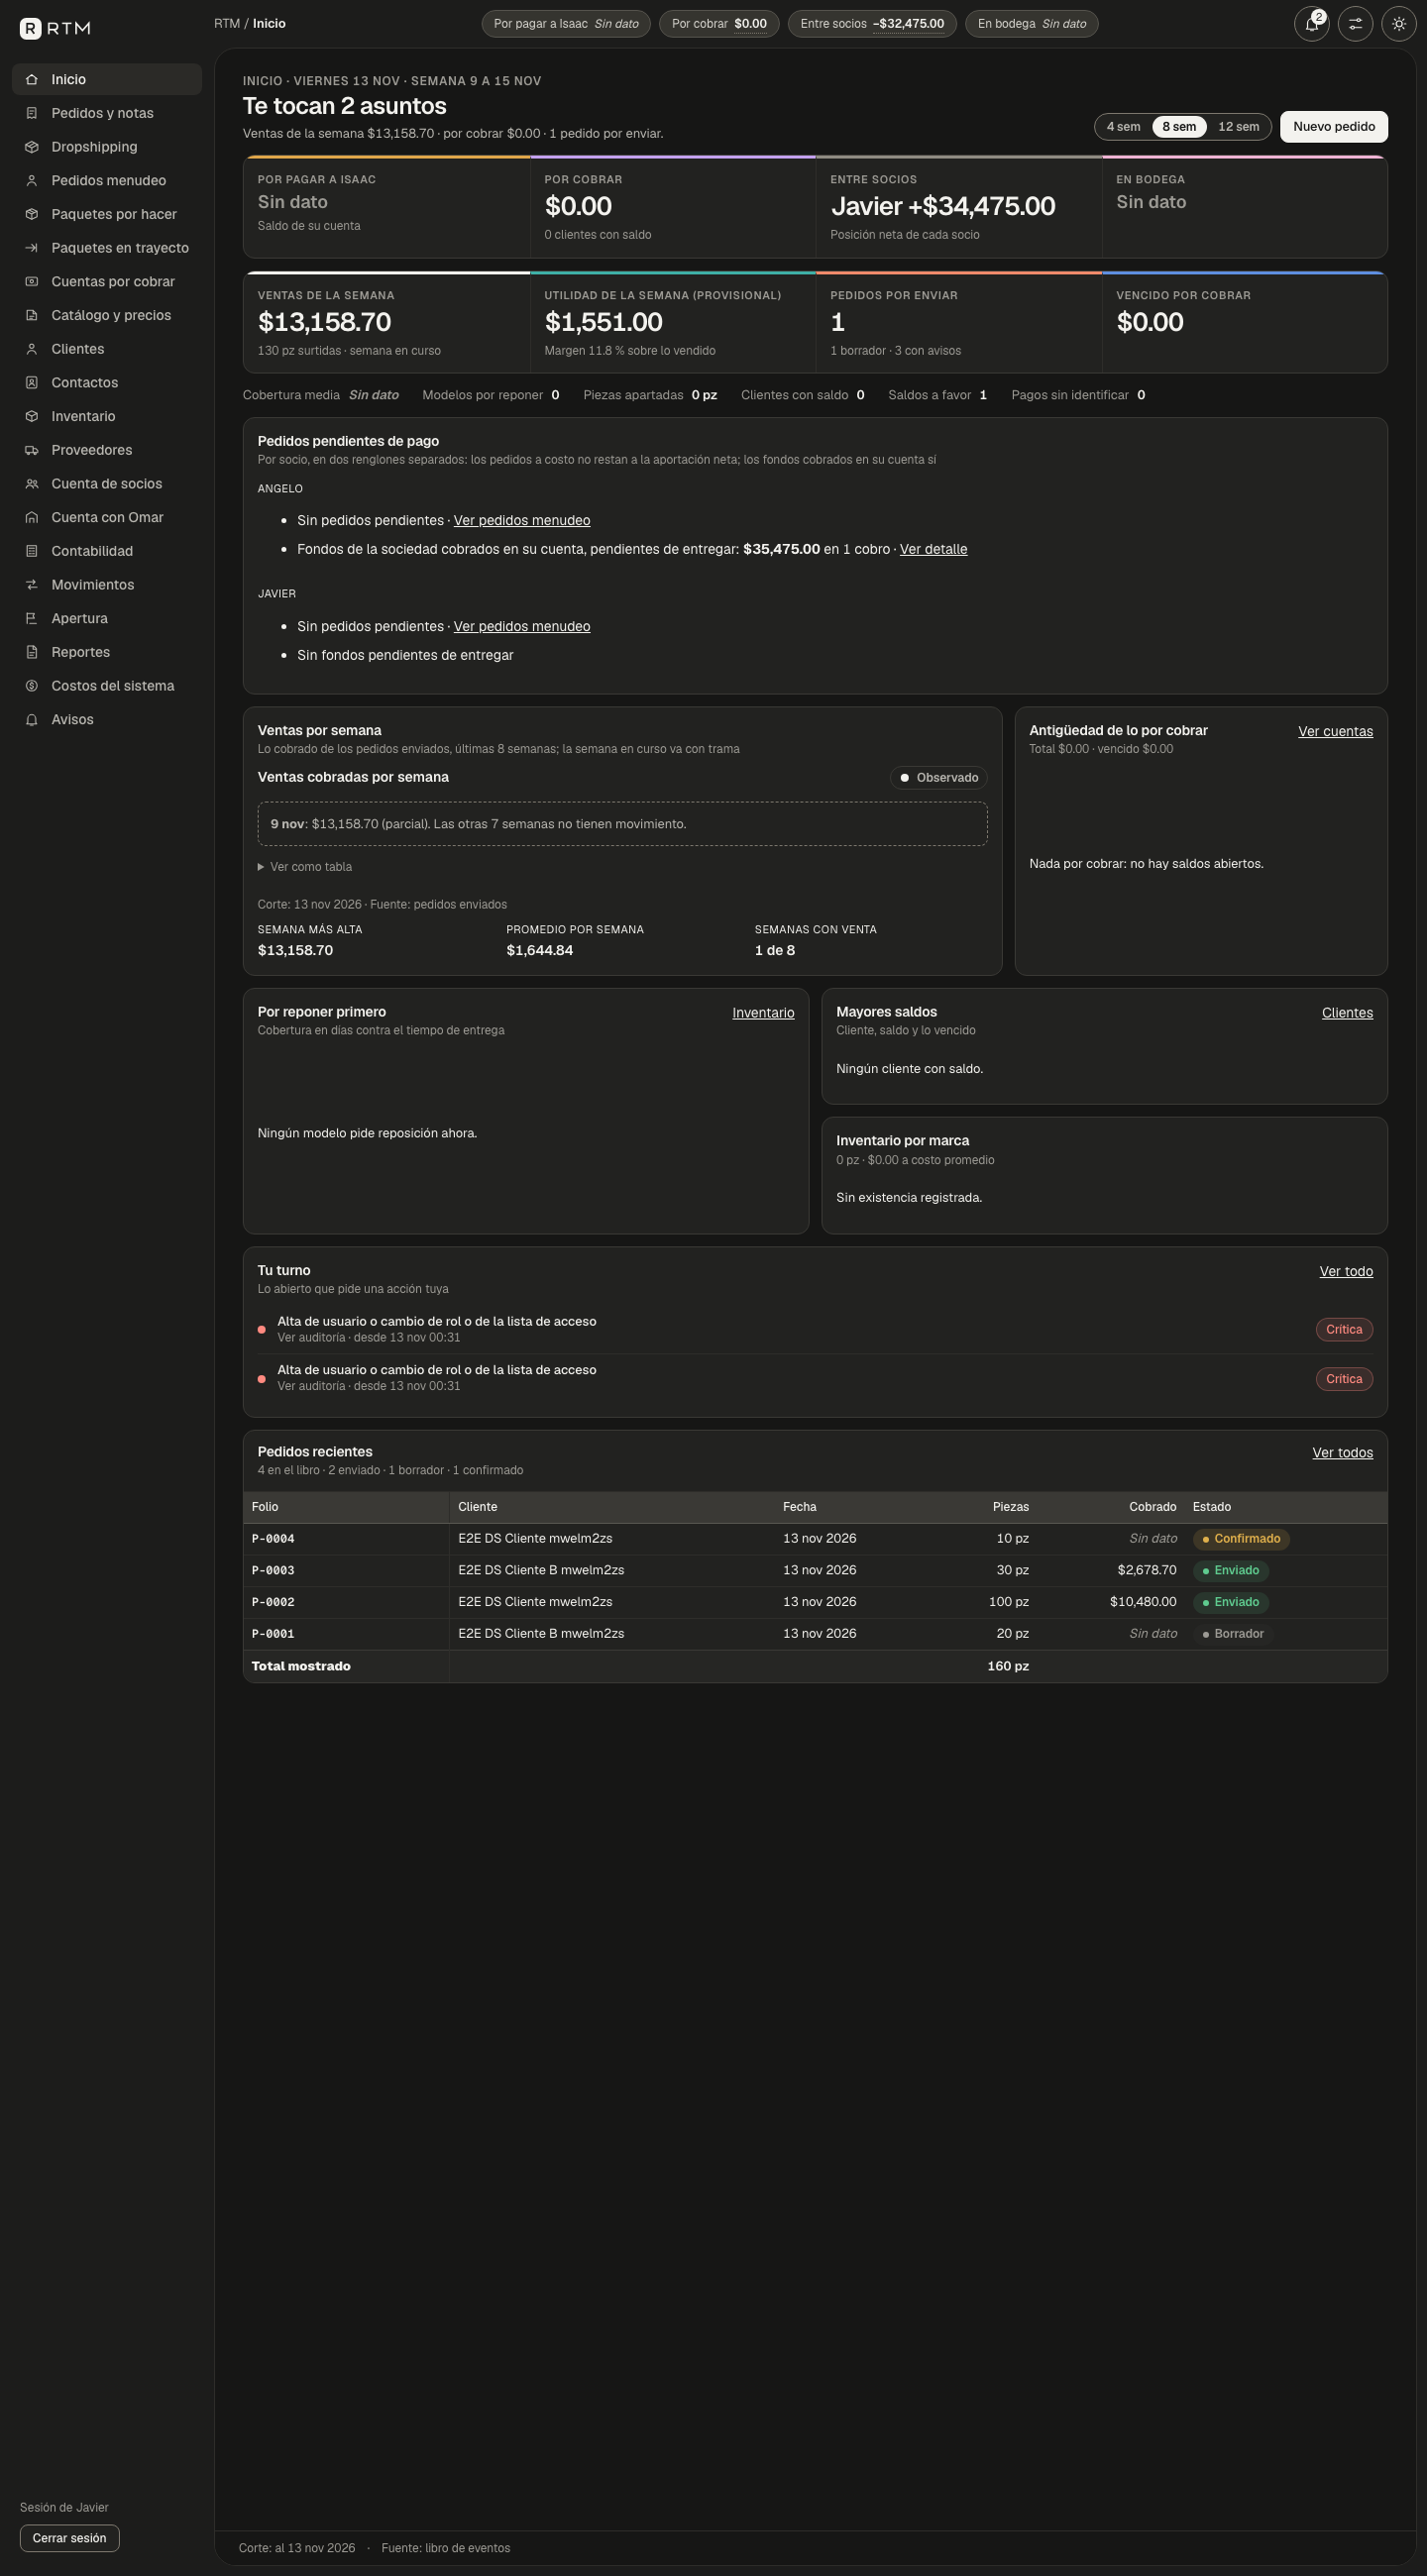 R RTM
RTM / Inicio
Por pagar a Isaac Sin dato
Por cobrar $0.00
Entre socios −$32,475.00
En bodega Sin dato
2
Inicio
Pedidos y notas
Dropshipping
Pedidos menudeo
Paquetes por hacer
Paquetes en trayecto
Cuentas por cobrar
Catálogo y precios
Clientes
Contactos
Inventario
Proveedores
Cuenta de socios
Cuenta con Omar
Contabilidad
Movimientos
Apertura
Reportes
Costos del sistema
Avisos
Sesión de Javier
Cerrar sesión
INICIO · VIERNES 13 NOV · SEMANA 9 A 15 NOV
Te tocan 2 asuntos
Ventas de la semana $13,158.70 · por cobrar $0.00 · 1 pedido por enviar.
4 sem 8 sem 12 sem
Nuevo pedido
POR PAGAR A ISAAC
Sin dato
Saldo de su cuenta
POR COBRAR
$0.00
0 clientes con saldo
ENTRE SOCIOS
Javier +$34,475.00
Posición neta de cada socio
EN BODEGA
Sin dato
VENTAS DE LA SEMANA
$13,158.70
130 pz surtidas · semana en curso
UTILIDAD DE LA SEMANA (PROVISIONAL)
$1,551.00
Margen 11.8 % sobre lo vendido
PEDIDOS POR ENVIAR
1
1 borrador · 3 con avisos
VENCIDO POR COBRAR
$0.00
Cobertura media Sin dato Modelos por reponer 0 Piezas apartadas 0 pz Clientes con saldo 0 Saldos a favor 1 Pagos sin identificar 0
Pedidos pendientes de pago
Por socio, en dos renglones separados: los pedidos a costo no restan a la aportación neta; los fondos cobrados en su cuenta sí
ANGELO
• Sin pedidos pendientes · Ver pedidos menudeo
• Fondos de la sociedad cobrados en su cuenta, pendientes de entregar: $35,475.00 en 1 cobro · Ver detalle
JAVIER
• Sin pedidos pendientes · Ver pedidos menudeo
• Sin fondos pendientes de entregar
Ventas por semana
Lo cobrado de los pedidos enviados, últimas 8 semanas; la semana en curso va con trama
Ventas cobradas por semana
Observado
9 nov: $13,158.70 (parcial). Las otras 7 semanas no tienen movimiento.
Ver como tabla
Corte: 13 nov 2026 · Fuente: pedidos enviados
SEMANA MÁS ALTA
$13,158.70
PROMEDIO POR SEMANA
$1,644.84
SEMANAS CON VENTA
1 de 8
Antigüedad de lo por cobrar
Ver cuentas
Total $0.00 · vencido $0.00
Nada por cobrar: no hay saldos abiertos.
Por reponer primero
Inventario
Cobertura en días contra el tiempo de entrega
Ningún modelo pide reposición ahora.
Mayores saldos
Clientes
Cliente, saldo y lo vencido
Ningún cliente con saldo.
Inventario por marca
0 pz · $0.00 a costo promedio
Sin existencia registrada.
Tu turno
Ver todo
Lo abierto que pide una acción tuya
Alta de usuario o cambio de rol o de la lista de acceso
Ver auditoría · desde 13 nov 00:31
Crítica
Alta de usuario o cambio de rol o de la lista de acceso
Ver auditoría · desde 13 nov 00:31
Crítica
Pedidos recientes
Ver todos
4 en el libro · 2 enviado · 1 borrador · 1 confirmado
Folio Cliente Fecha Piezas Cobrado Estado
P-0004 E2E DS Cliente mwelm2zs 13 nov 2026 10 pz Sin dato Confirmado
P-0003 E2E DS Cliente B mwelm2zs 13 nov 2026 30 pz $2,678.70 Enviado
P-0002 E2E DS Cliente mwelm2zs 13 nov 2026 100 pz $10,480.00 Enviado
P-0001 E2E DS Cliente B mwelm2zs 13 nov 2026 20 pz Sin dato Borrador
Total mostrado 160 pz
Corte: al 13 nov 2026 · Fuente: libro de eventos